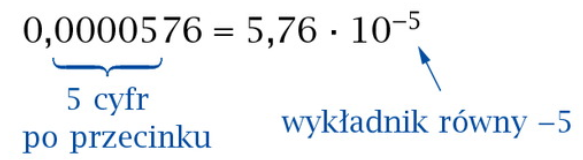 0,0000576 = 5,76 · 10⁻⁵
5 cyfr
po przecinku
wykładnik równy –5